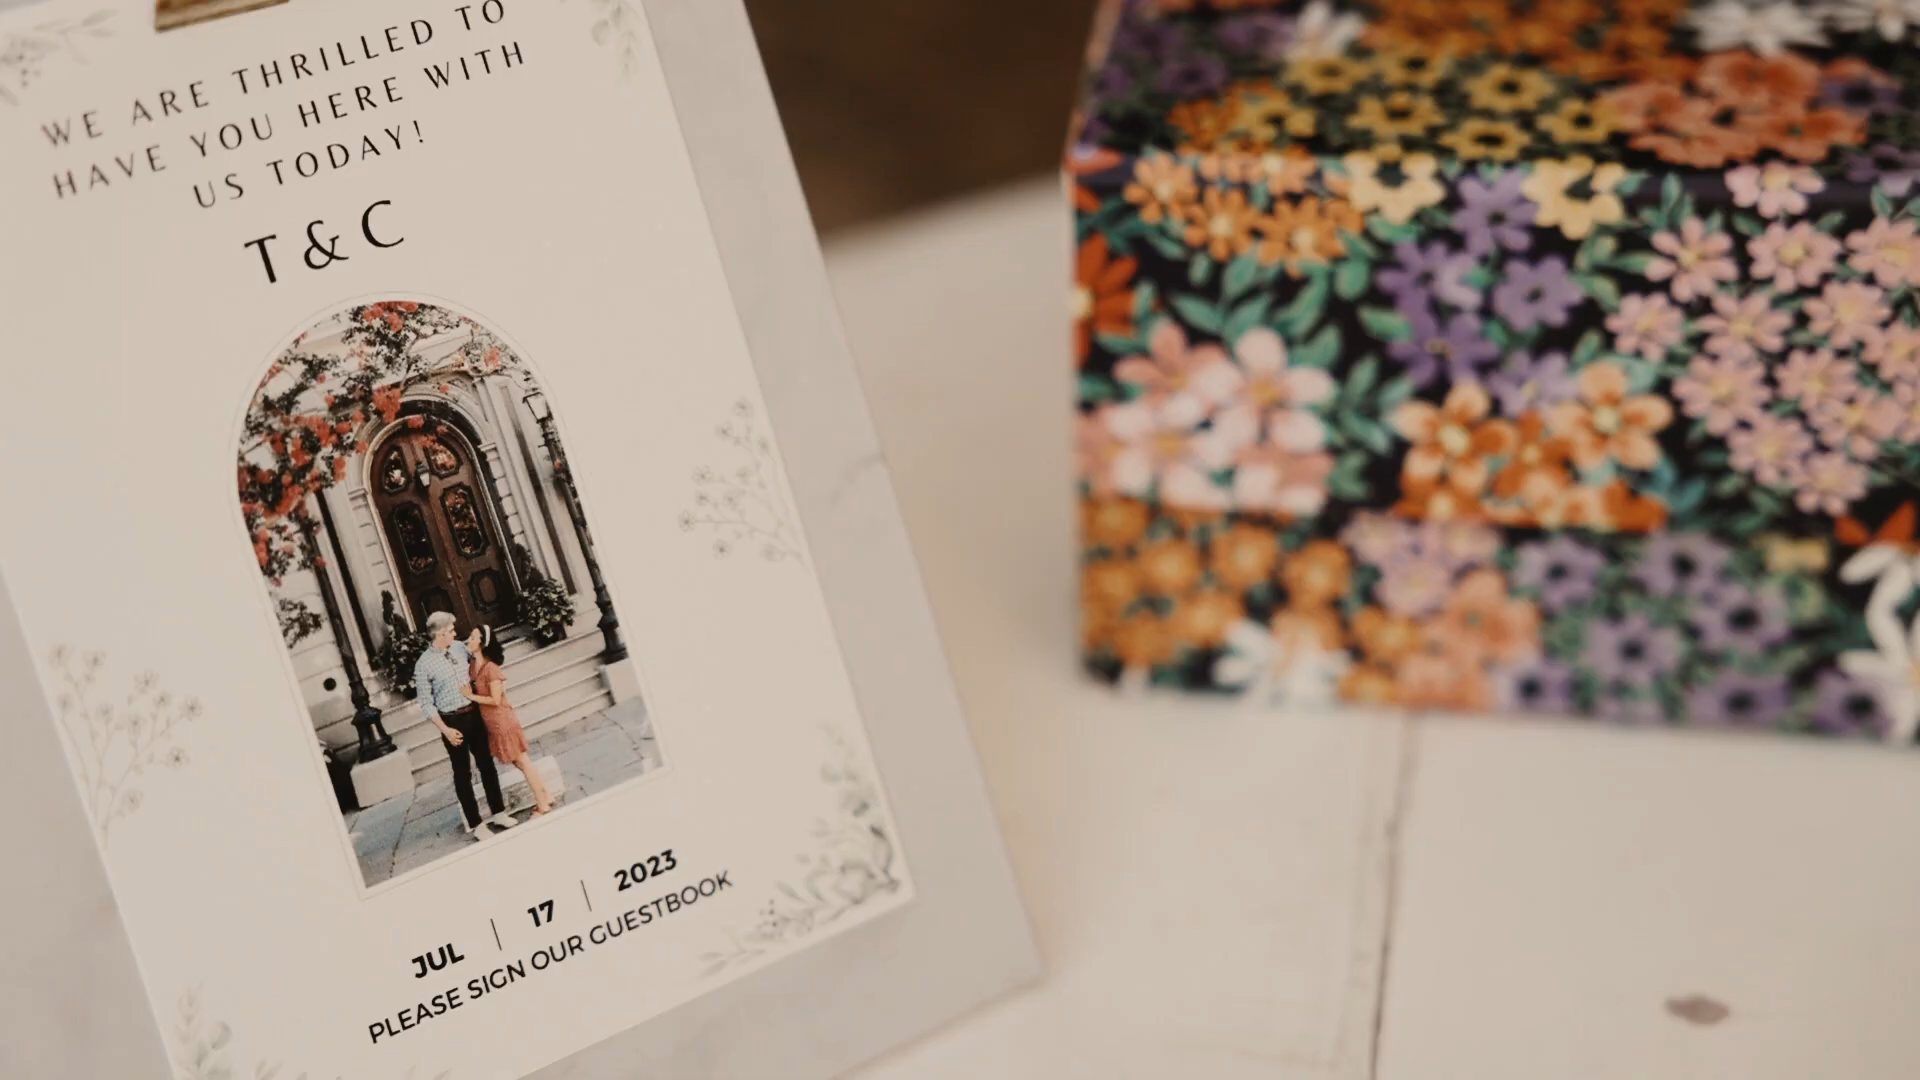 WE ARE THRILLED TO
HAVE YOU HERE WITH
US TODAY!
T & C
JUL | 17 | 2023
PLEASE SIGN OUR GUESTBOOK